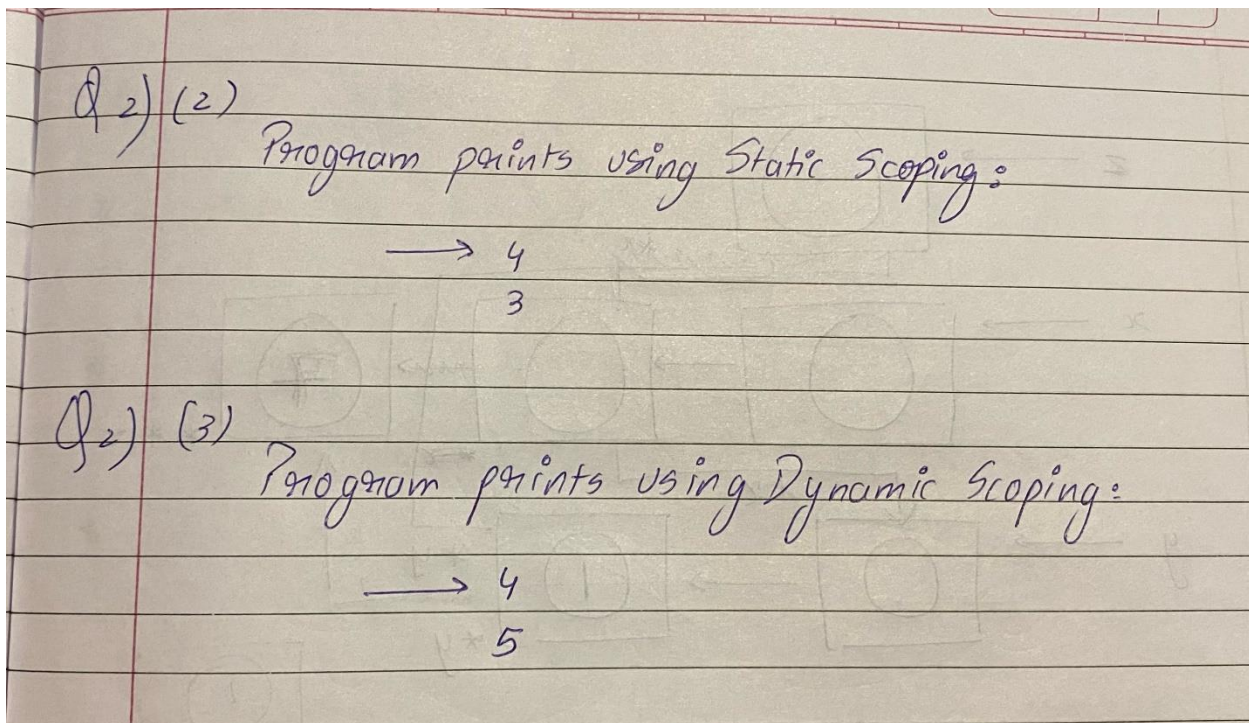 Q2) (2)
Program prints using Static Scoping:
→ 4
3
Q2) (3)
Program prints using Dynamic Scoping:
→ 4
5